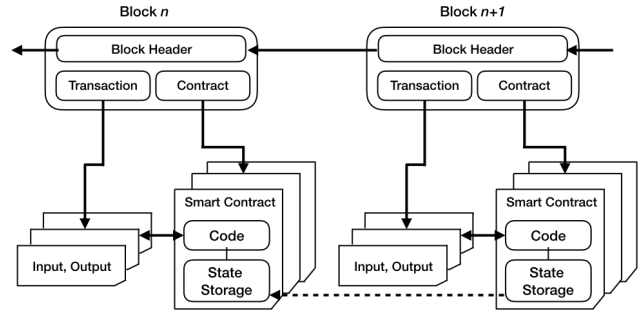 Block n
Block n+1
Block Header
Block Header
Transaction
Contract
Transaction
Contract
Smart Contract
Smart Contract
Code
Code
Input, Output
State
Storage
Input, Output
State
Storage